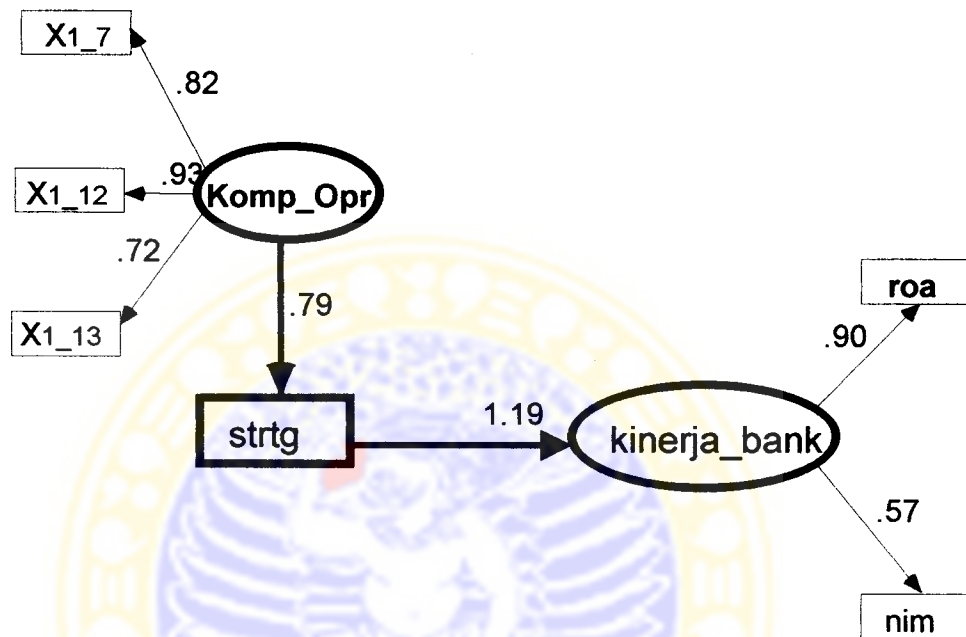 X1_7
.82
.93
Komp_Opr
X1_12
.72
X1_13
.79
strtg
1.19
kinerja_bank
roa
.90
.57
nim